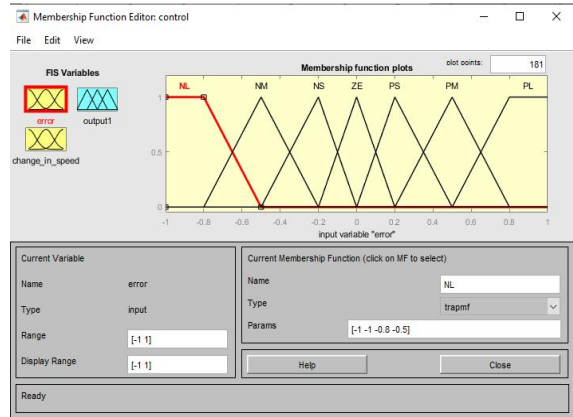 Membership Function Editor: control
File Edit View
FIS Variables
error
output1
change_in_speed
Membership function plots
plot points:
181
NL NM NS ZE PS PM PL
1
0.5
0
-1 -0.8 -0.6 -0.4 -0.2 0 0.2 0.4 0.6 0.8 1
input variable "error"
Current Variable
Name error
Type input
Range [-1 1]
Display Range [-1 1]
Current Membership Function (click on MF to select)
Name NL
Type trapmf
Params [-1 -1 -0.8 -0.5]
Help Close
Ready